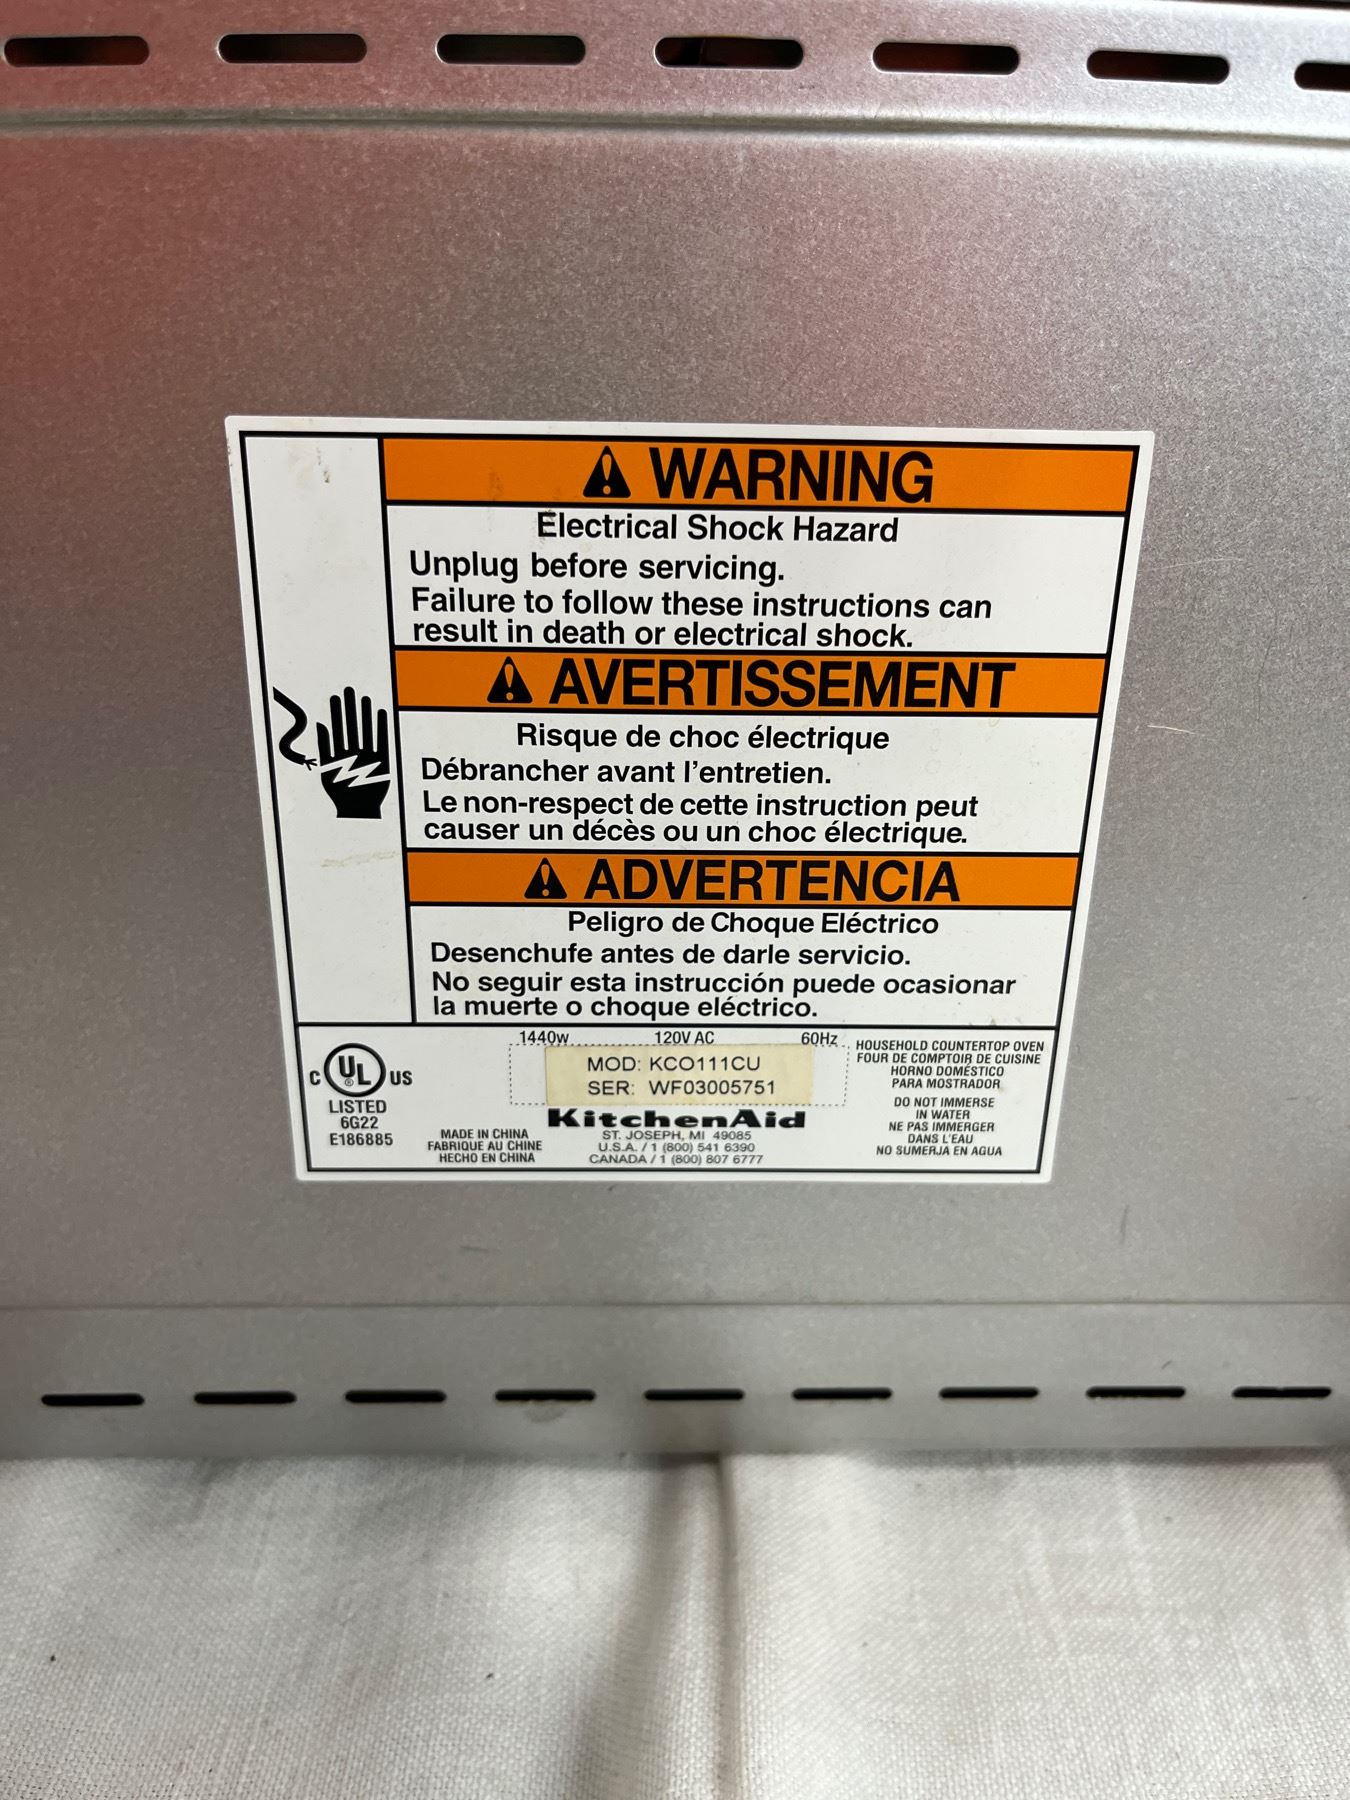 WARNING
Electrical Shock Hazard
Unplug before servicing.
Failure to follow these instructions can
result in death or electrical shock.
AVERTISSEMENT
Risque de choc électrique
Débrancher avant l'entretien.
Le non-respect de cette instruction peut
causer un décès ou un choc électrique.
ADVERTENCIA
Peligro de Choque Eléctrico
Desenchufe antes de darle servicio.
No seguir esta instrucción puede ocasionar
la muerte o choque eléctrico.
C UL ® US
LISTED
6G22
E186885
MADE IN CHINA
FABRIQUE AU CHINE
HECHO EN CHINA
1440w 120V AC 60Hz
MOD: KCO111CU
SER: WF03005751
KitchenAid
ST. JOSEPH, MI 49085
U.S.A. / 1 (800) 541 6390
CANADA / 1 (800) 807 6777
HOUSEHOLD COUNTERTOP OVEN
FOUR DE COMPTOIR DE CUISINE
HORNO DOMÉSTICO
PARA MOSTRADOR
DO NOT IMMERSE
IN WATER
NE PAS IMMERGER
DANS L'EAU
NO SUMERJA EN AGUA